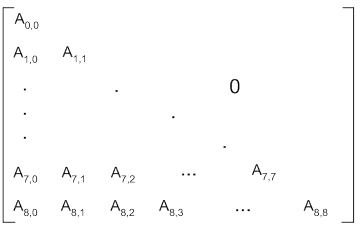 A0,0
A1,0 A1,1
. . 0
. .
. .
A7,0 A7,1 A7,2 ... A7,7
A8,0 A8,1 A8,2 A8,3 ... A8,8